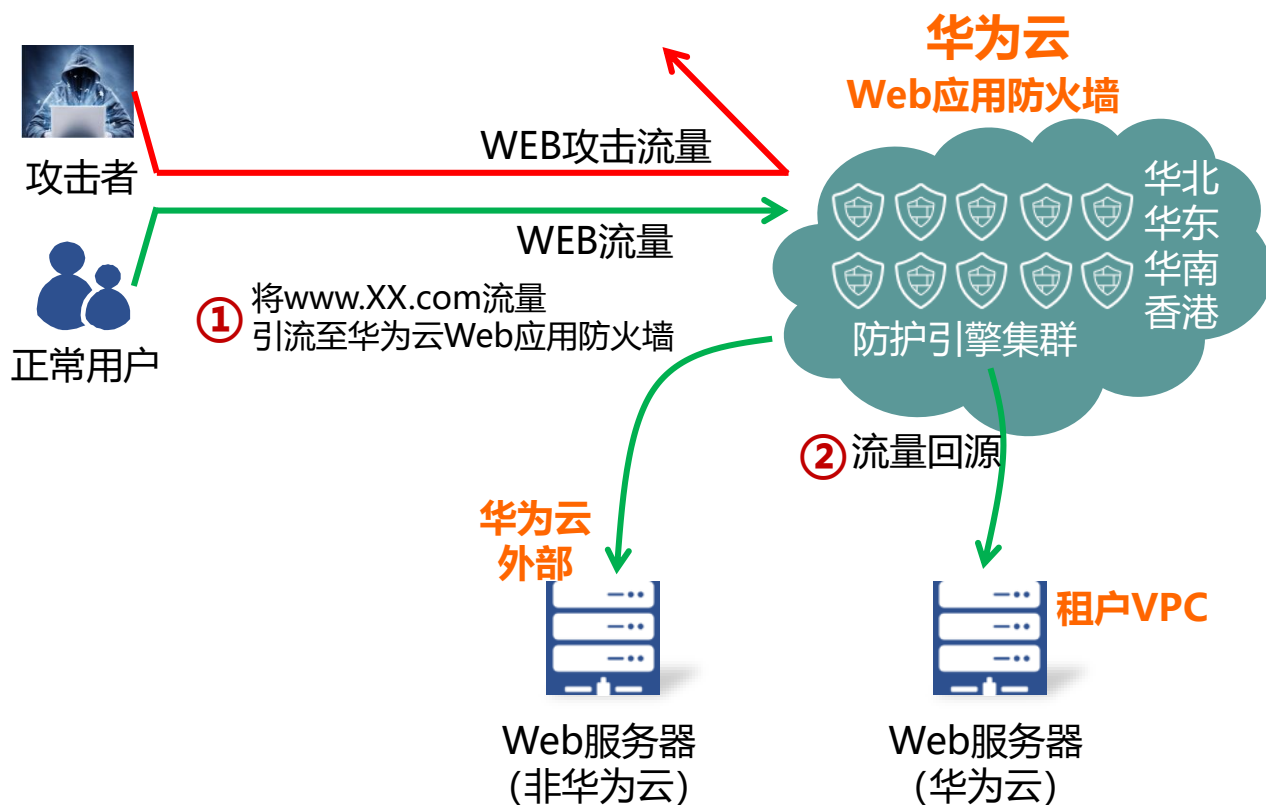 华为云
Web应用防火墙
WEB攻击流量
攻击者
华北
华东
华南
香港
WEB流量
①
将www.XX.com流量
引流至华为云Web应用防火墙
防护引擎集群
正常用户
②
流量回源
华为云
外部
租户VPC
Web服务器
(非华为云)
Web服务器
(华为云)